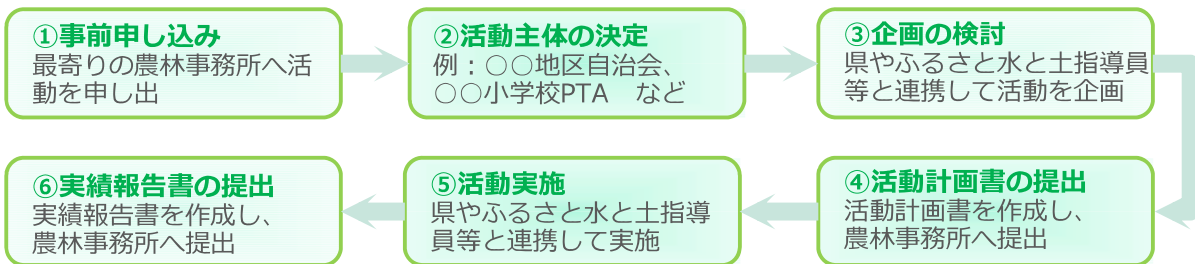 ①事前申し込み
最寄りの農林事務所へ活
動を申し出
②活動主体の決定
例：○○地区自治会、
○○小学校PTA　など
③企画の検討
県やふるさと水と土指導員
等と連携して活動を企画
④活動計画書の提出
活動計画書を作成し、
農林事務所へ提出
⑤活動実施
県やふるさと水と土指導
員等と連携して実施
⑥実績報告書の提出
実績報告書を作成し、
農林事務所へ提出